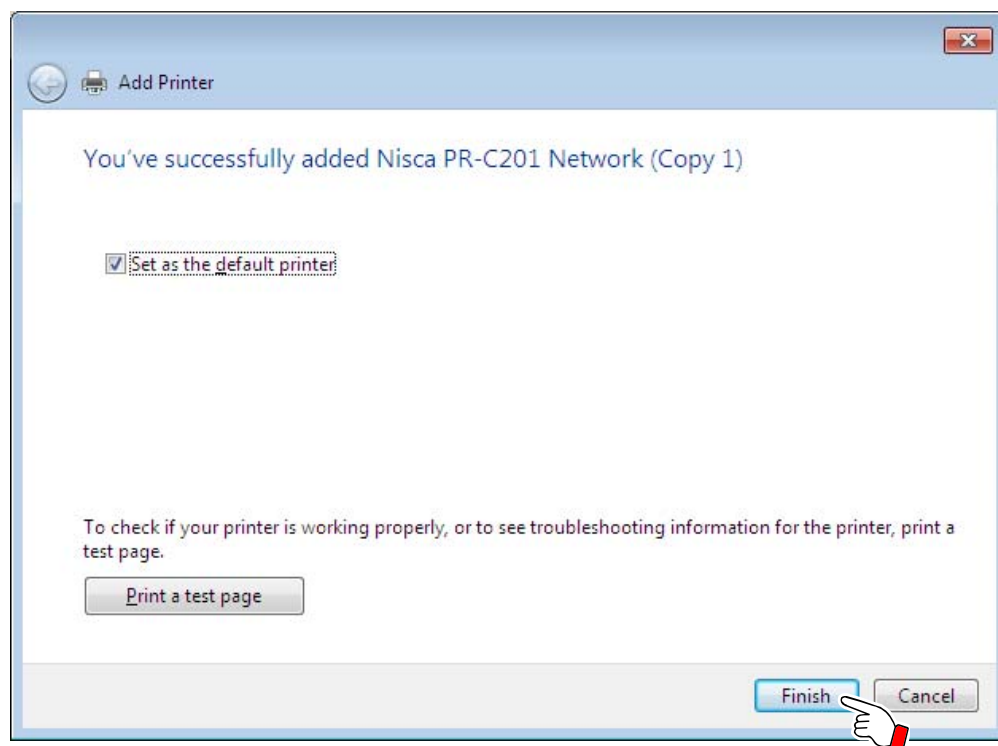 Add Printer
You've successfully added Nisca PR-C201 Network (Copy 1)
Set as the default printer
To check if your printer is working properly, or to see troubleshooting information for the printer, print a
test page.
Print a test page
Finish
Cancel